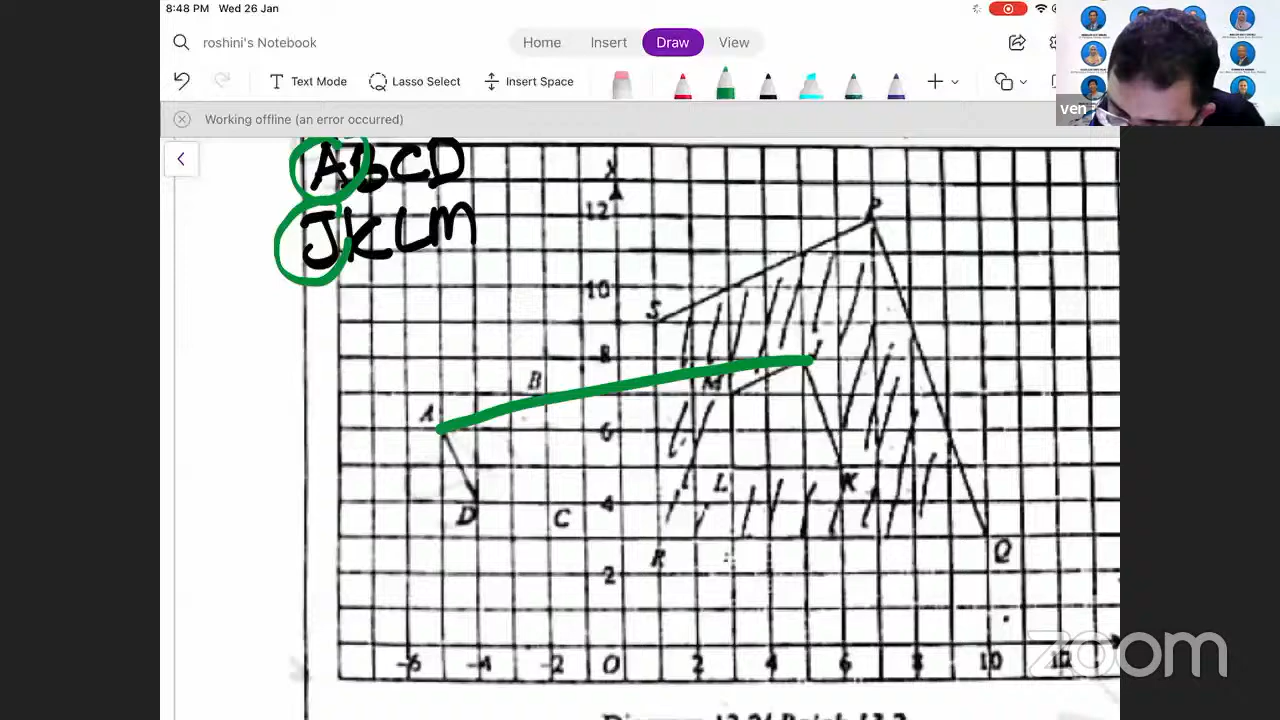 8:48 PM Wed 26 Jan
roshini's Notebook
Home Insert Draw View
Text Mode
Lasso Select
Insert Space
ven
Working offline (an error occurred)
ABCD
JKLM
12
P
10
S
8
B
M
A
6
L
K
D
C
4
Q
2
-6 -4 -2 O 2 4 6 8 10 12
zoom